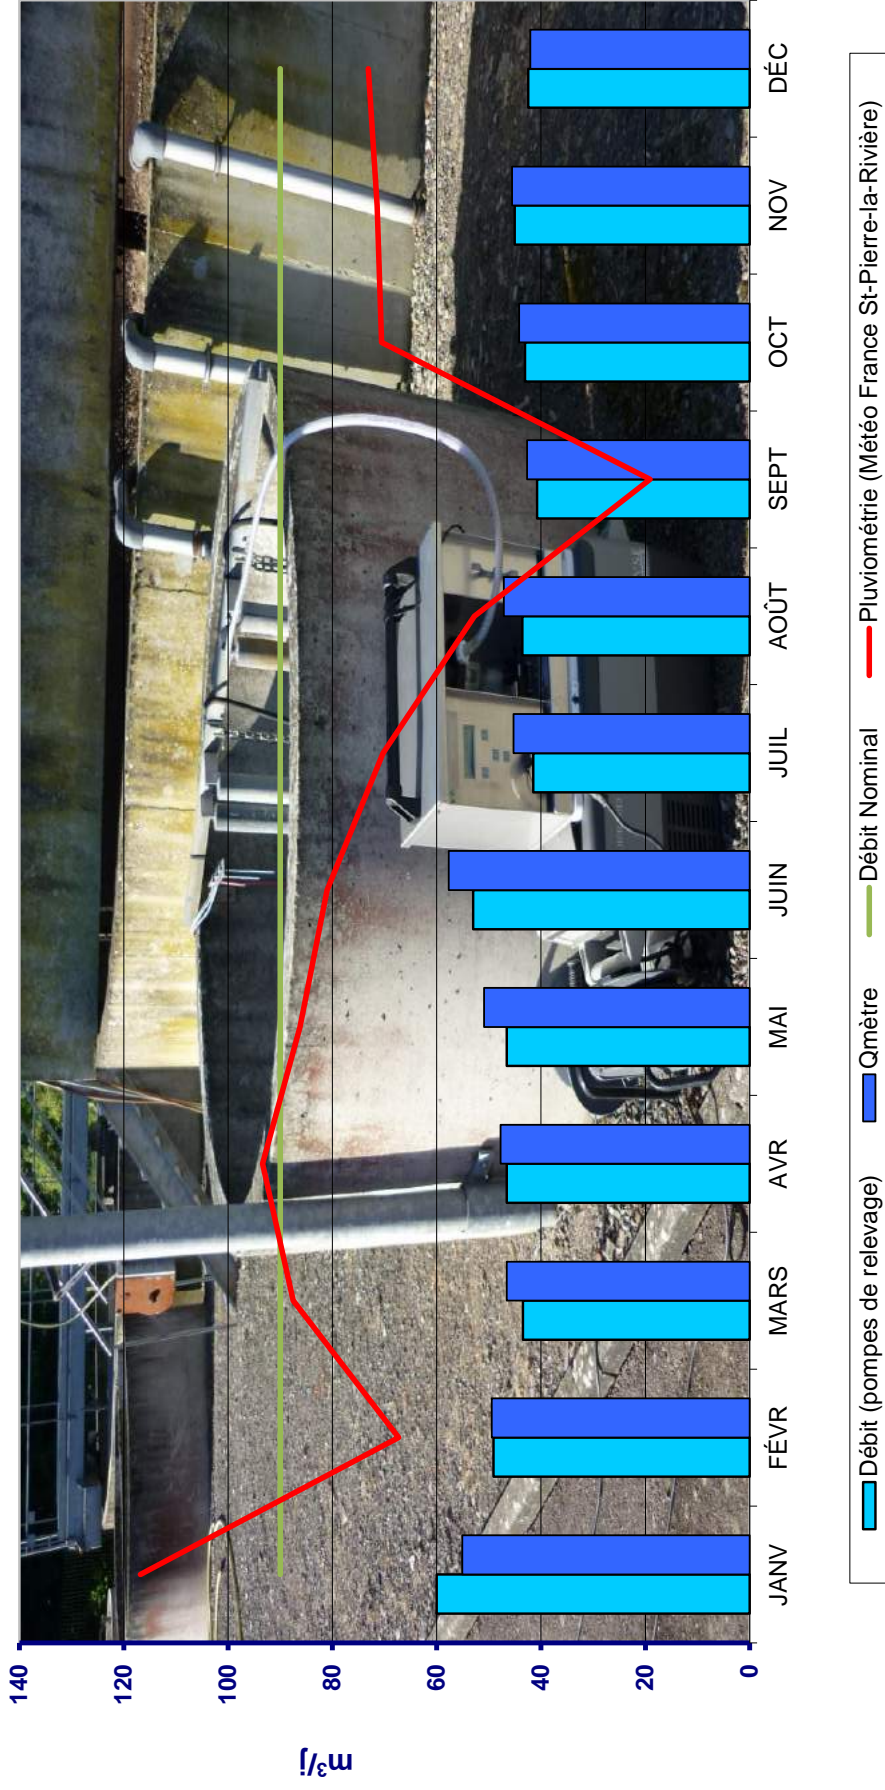 m³/j
140
120
100
80
60
40
20
0
JANV FÉVR MARS AVR MAI JUIN JUIL AOÛT SEPT OCT NOV DÉC
Débit (pompes de relevage) Qmètre Débit Nominal Pluviométrie (Météo France St-Pierre-la-Rivière)